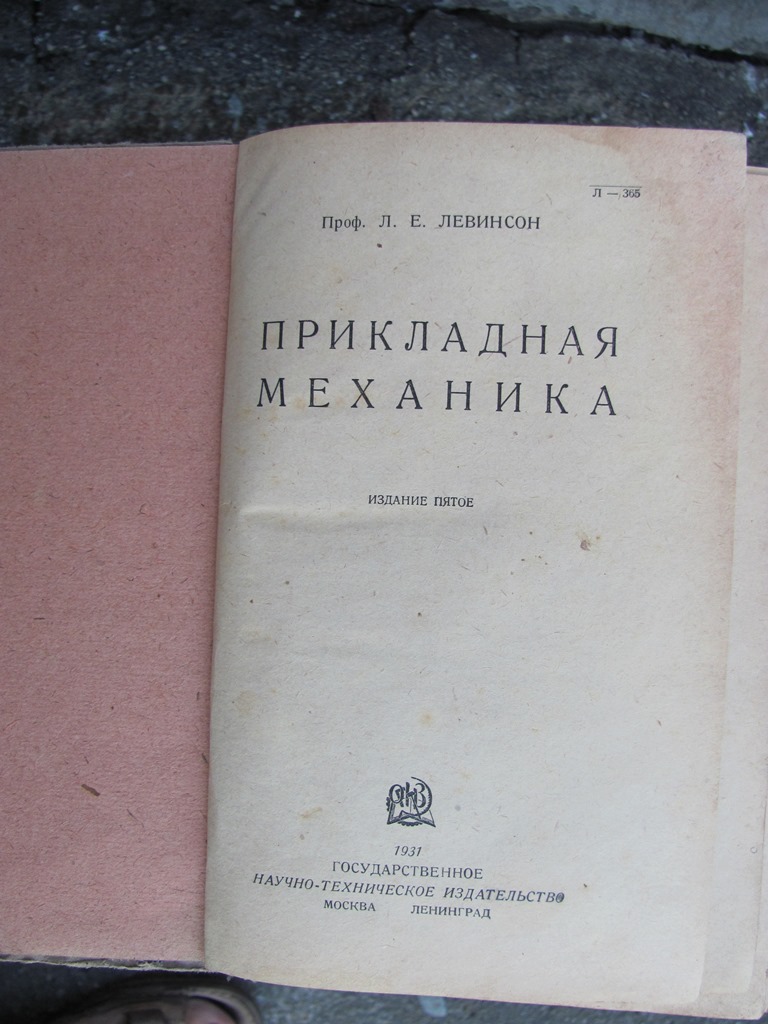 Л — 365
Проф. Л. Е. ЛЕВИНСОН
ПРИКЛАДНАЯ
МЕХАНИКА
ИЗДАНИЕ ПЯТОЕ
1931
ГОСУДАРСТВЕННОЕ
НАУЧНО-ТЕХНИЧЕСКОЕ ИЗДАТЕЛЬСТВО
МОСКВА ЛЕНИНГРАД